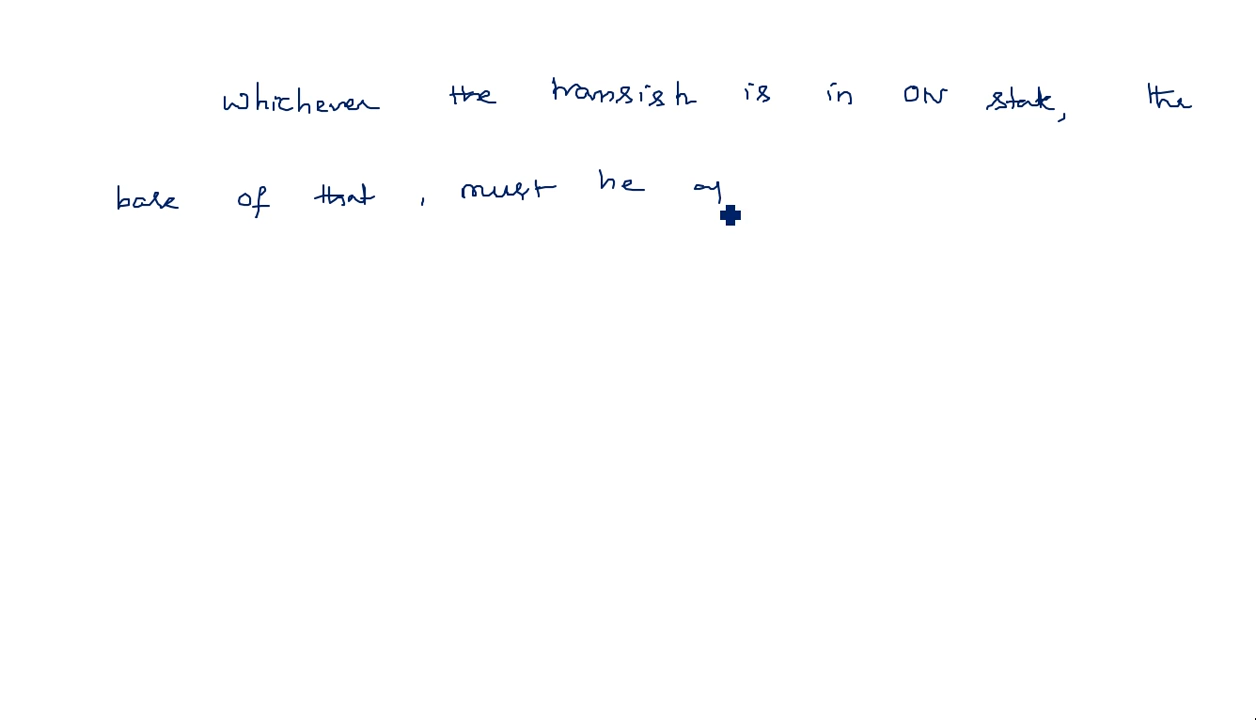 whichever the transistor is in ON state, the
base of that , must be